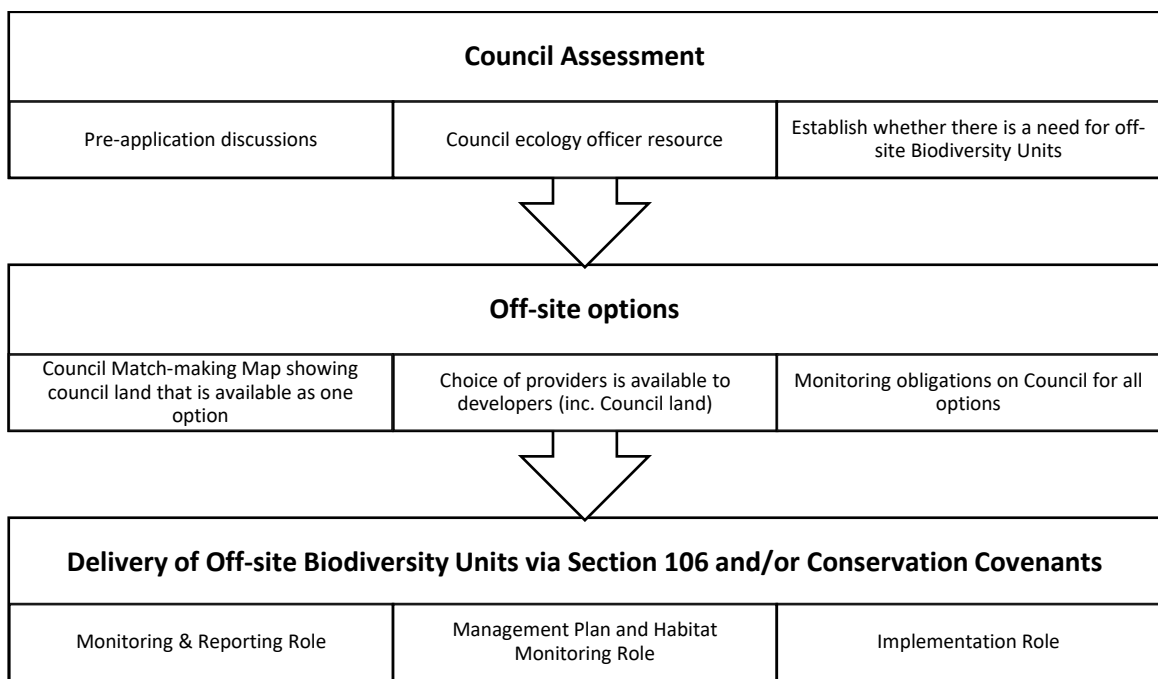 Council Assessment
Pre-application discussions
Council ecology officer resource
Establish whether there is a need for off-
site Biodiversity Units
Off-site options
Council Match-making Map showing
council land that is available as one
option
Choice of providers is available to
developers (inc. Council land)
Monitoring obligations on Council for all
options
Delivery of Off-site Biodiversity Units via Section 106 and/or Conservation Covenants
Monitoring & Reporting Role
Management Plan and Habitat
Monitoring Role
Implementation Role